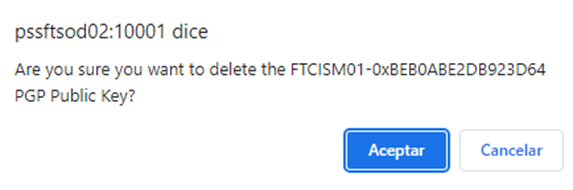 pssftsod02:10001 dice
Are you sure you want to delete the FTCISM01-0xBEB0ABE2DB923D64
PGP Public Key?
Aceptar
Cancelar